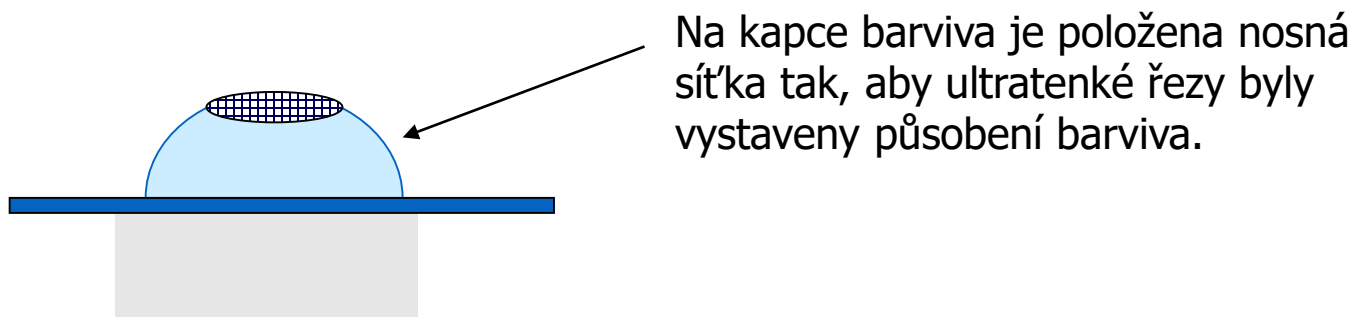 Na kapce barviva je položena nosná
síťka tak, aby ultratenké řezy byly
vystaveny působení barviva.